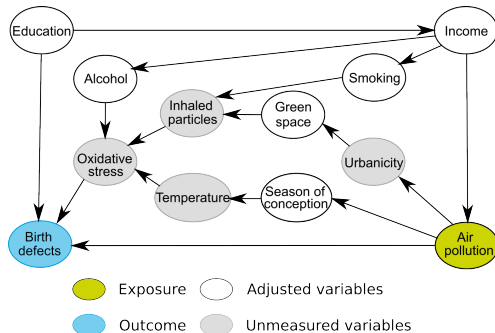 Education
Income
Alcohol
Smoking
Inhaled
particles
Green
space
Oxidative
stress
Urbanicity
Temperature
Season of
conception
Birth
defects
Air
pollution
Exposure
Adjusted variables
Outcome
Unmeasured variables